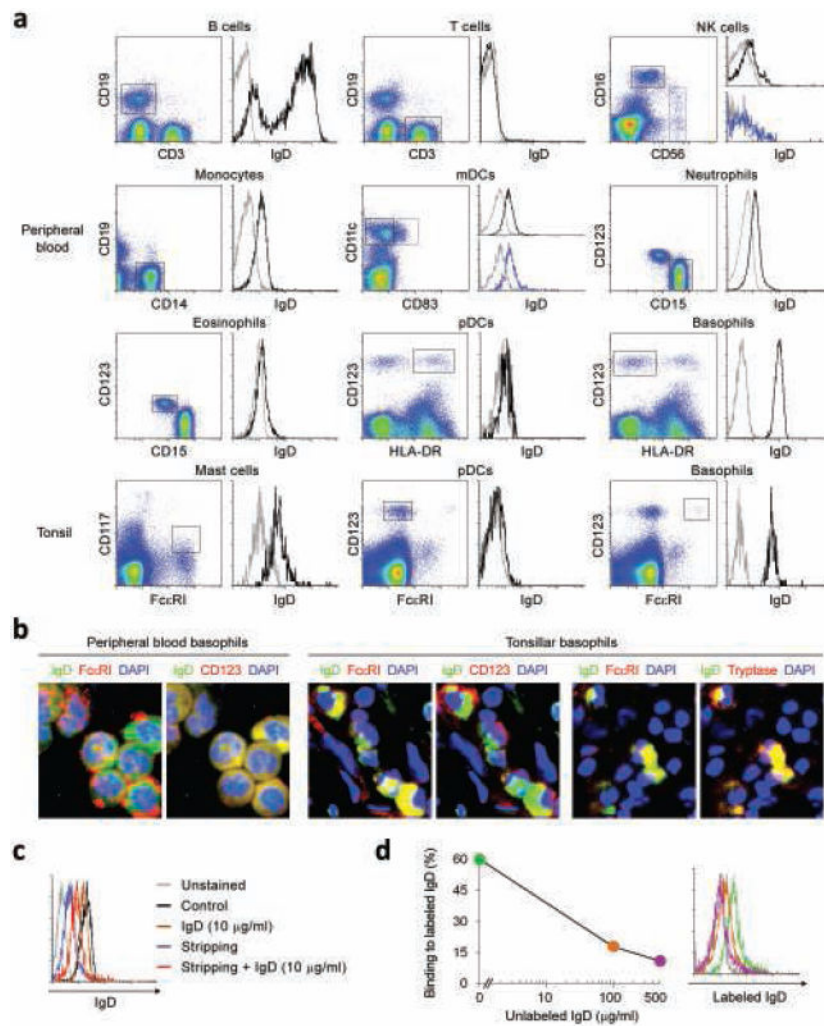 a
B cells
T cells
NK cells
CD19
CD3
IgD
CD19
CD3
IgD
CD16
CD56
IgD
Peripheral blood
Monocytes
mDCs
Neutrophils
CD19
CD14
IgD
CD11c
CD83
IgD
CD123
CD15
IgD
Eosinophils
pDCs
Basophils
CD123
CD15
IgD
CD123
HLA-DR
IgD
CD123
HLA-DR
IgD
Tonsil
Mast cells
pDCs
Basophils
CD117
FcεRI
IgD
CD123
FcεRI
IgD
CD123
FcεRI
IgD
b
Peripheral blood basophils
Tonsillar basophils
IgD FcεRI DAPI
IgD CD123 DAPI
IgD FcεRI DAPI
IgD CD123 DAPI
IgD FcεRI DAPI
IgD Tryptase DAPI
c
Unstained
Control
IgD (10 μg/ml)
Stripping
Stripping + IgD (10 μg/ml)
IgD
d
Binding to labeled IgD (%)
60
45
30
15
0
0 10 100 500
Unlabeled IgD (μg/ml)
Labeled IgD